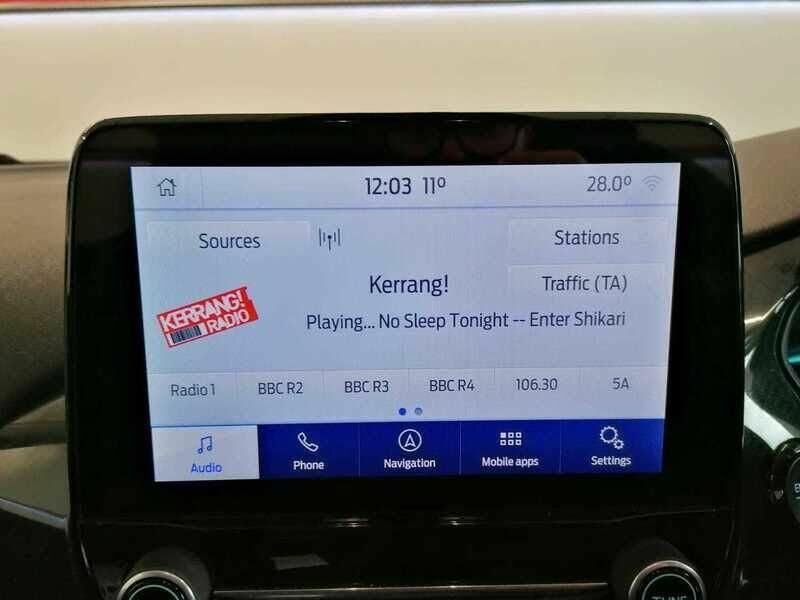 12:03 11º 28.0º
Sources Stations
Kerrang! Traffic (TA)
KERRANG!
RADIO
Playing... No Sleep Tonight -- Enter Shikari
Radio 1 BBC R2 BBC R3 BBC R4 106.30 5A
Audio Phone Navigation Mobile apps Settings
TUNE